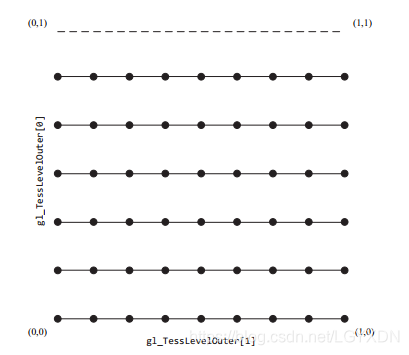 (0,1) (1,1)
gl_TessLevelOuter[0]
(0,0) (1,0)
gl_TessLevelOuter[1]
https://blog.csdn.net/LGTXDN